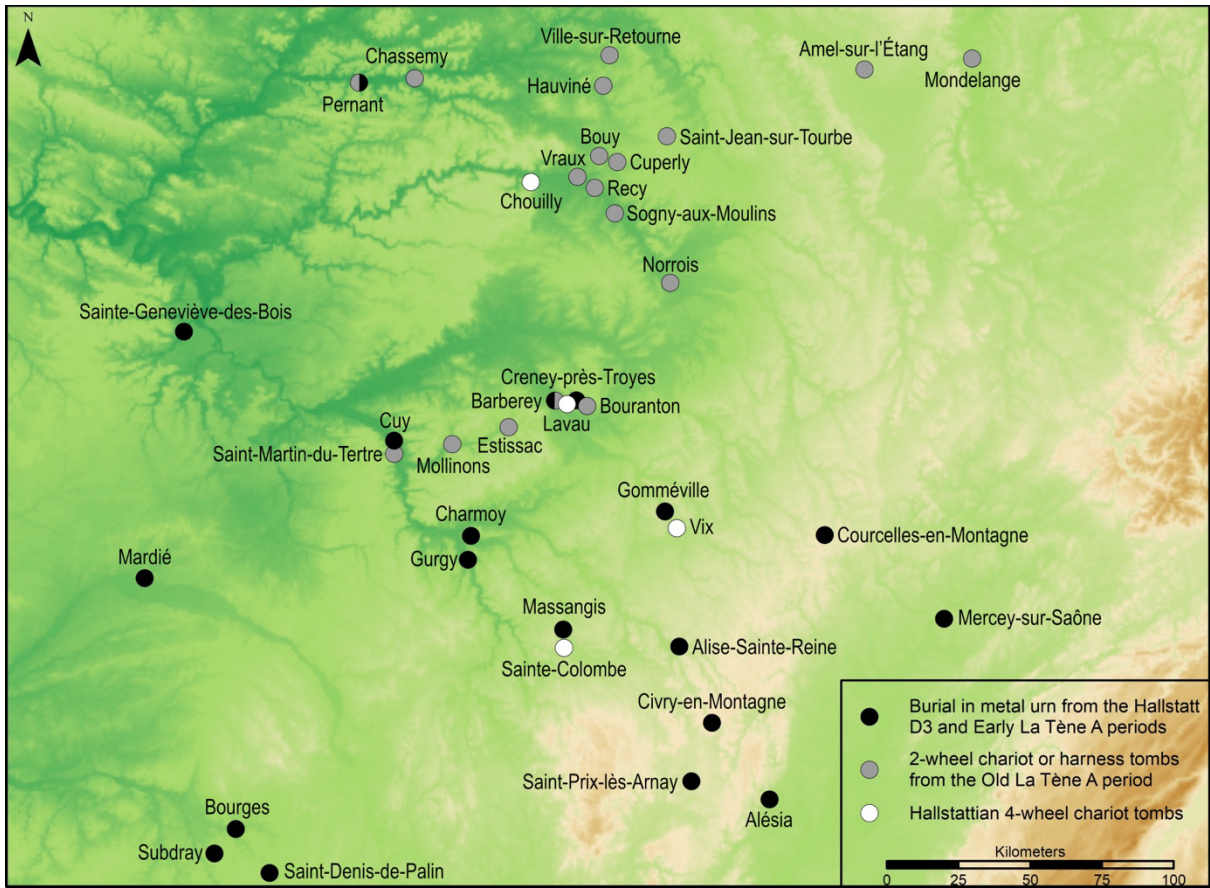 N
Ville-sur-Retourne
Amel-sur-l'Étang
Chassemy
Mondelange
Hauviné
Pernant
Saint-Jean-sur-Tourbe
Bouy
Vraux
Cuperly
Recy
Chouilly
Sogny-aux-Moulins
Norrois
Sainte-Geneviève-des-Bois
Creney-près-Troyes
Barberey
Bouranton
Lavau
Cuy
Estissac
Saint-Martin-du-Tertre
Mollinons
Gomméville
Charmoy
Vix
Courcelles-en-Montagne
Gurgy
Mardié
Massangis
Mercey-sur-Saône
Alise-Sainte-Reine
Sainte-Colombe
Civry-en-Montagne
Saint-Prix-lès-Arnay
Alésia
Bourges
Subdray
Saint-Denis-de-Palin
Burial in metal urn from the Hallstatt
D3 and Early La Tène A periods
2-wheel chariot or harness tombs
from the Old La Tène A period
Hallstattian 4-wheel chariot tombs
Kilometers
0 25 50 75 100